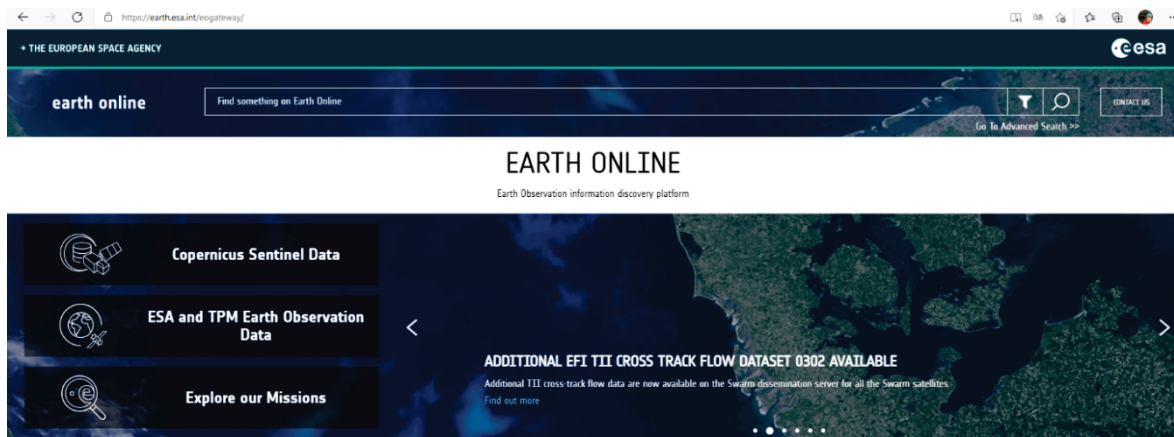 https://earth.esa.int/eogateway/
→ THE EUROPEAN SPACE AGENCY
esa
earth online
Find something on Earth Online
CONTACT US
Go To Advanced Search >>
EARTH ONLINE
Earth Observation information discovery platform
Copernicus Sentinel Data
ESA and TPM Earth Observation
Data
Explore our Missions
ADDITIONAL EFI TII CROSS TRACK FLOW DATASET 0302 AVAILABLE
Additional TII cross-track flow data are now available on the Swarm dissemination server for all the Swarm satellites.
Find out more